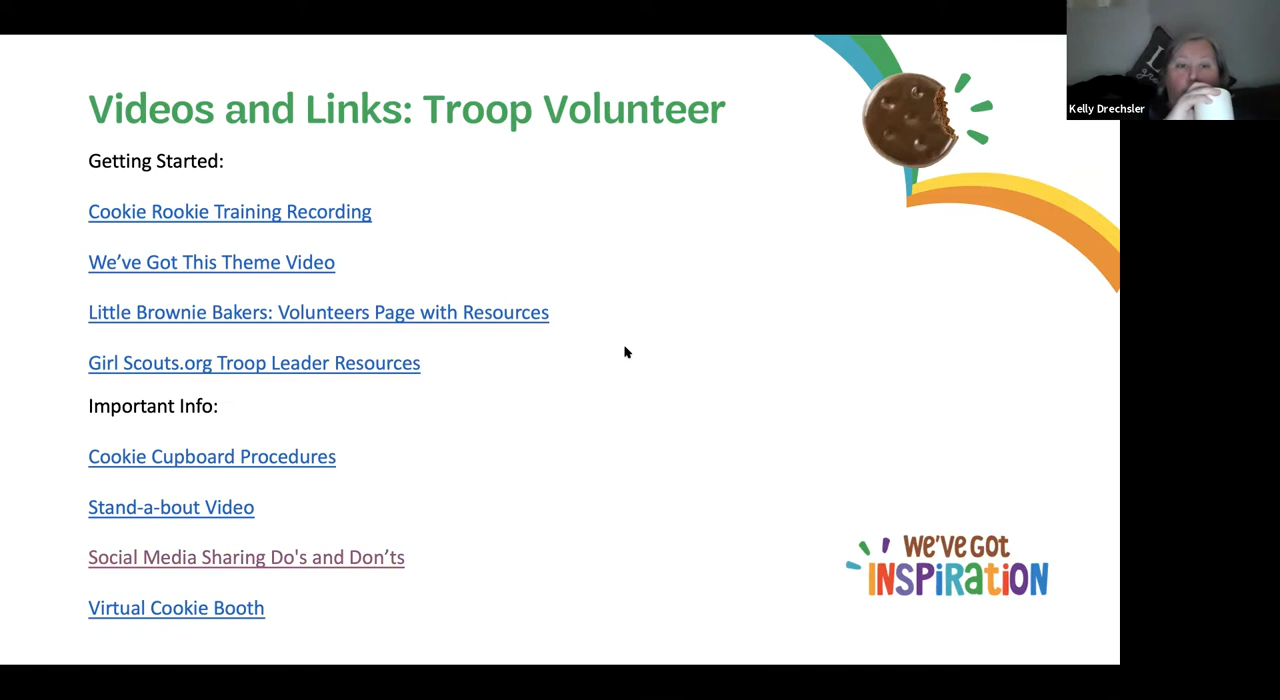 Videos and Links: Troop Volunteer
Kelly Drechsler
Getting Started:
Cookie Rookie Training Recording
We’ve Got This Theme Video
Little Brownie Bakers: Volunteers Page with Resources
Girl Scouts.org Troop Leader Resources
Important Info:
Cookie Cupboard Procedures
Stand-a-bout Video
Social Media Sharing Do's and Don’ts
Virtual Cookie Booth
WE'VE GOT
INSPiRatiON